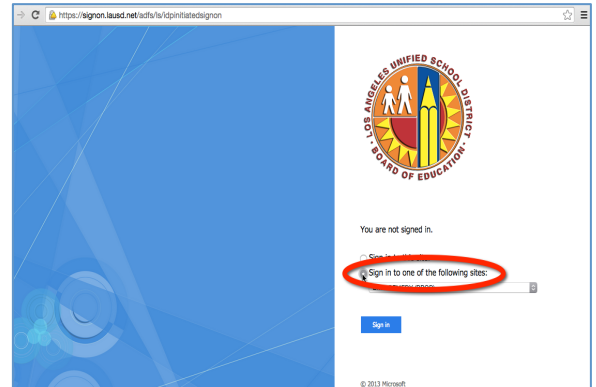 https://signon.lausd.net/adfs/ls/idpinitiatedsignon
LOS ANGELES UNIFIED SCHOOL DISTRICT
BOARD OF EDUCATION
You are not signed in.
Sign in to one of the following sites:
Sign in
© 2013 Microsoft